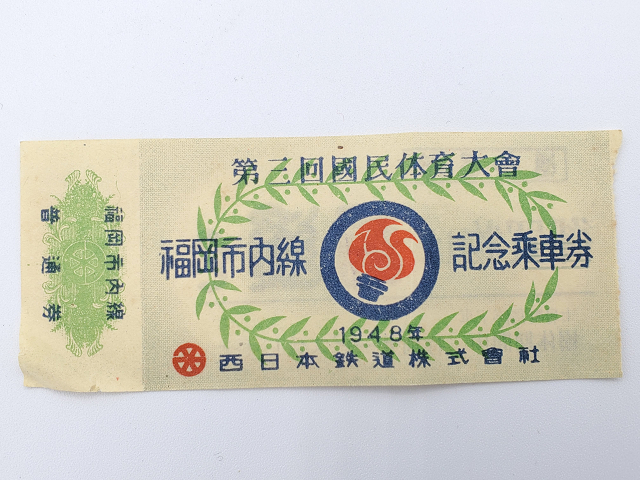 第三回國民体育大會
福岡市内線 記念乗車券
1948年
西日本鉄道株式會社
福岡市内線
普通券